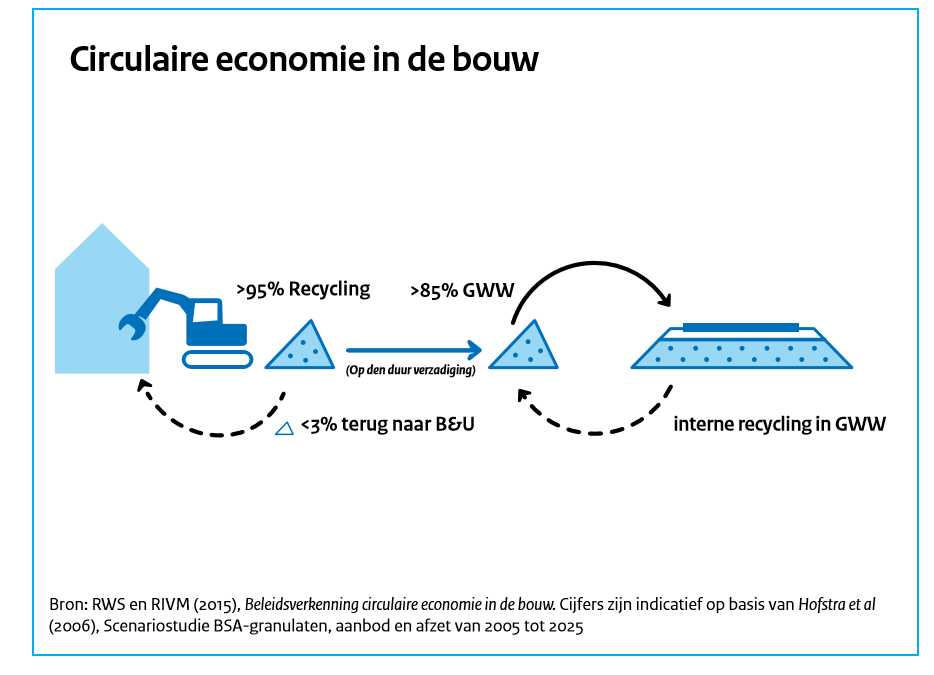 Circulaire economie in de bouw
>95% Recycling
>85% GWW
(Op den duur verzadiging)
<3% terug naar B&U
interne recycling in GWW
Bron: RWS en RIVM (2015), Beleidsverkenning circulaire economie in de bouw. Cijfers zijn indicatief op basis van Hofstra et al
(2006), Scenariostudie BSA-granulaten, aanbod en afzet van 2005 tot 2025